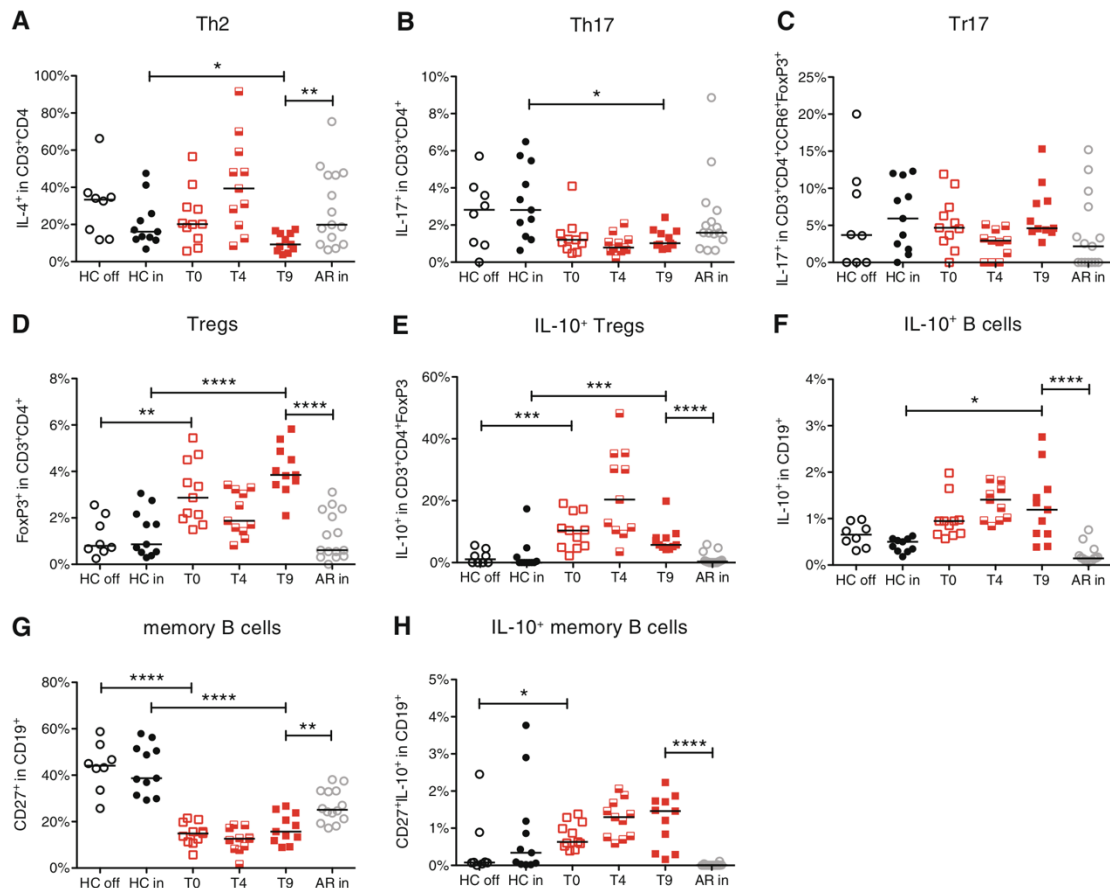 A Th2
IL-4⁺ in CD3⁺CD4
100%
80%
60%
40%
20%
0%
* **
HC off HC in T0 T4 T9 AR in
B Th17
IL-17⁺ in CD3⁺CD4⁺
10%
8%
6%
4%
2%
0%
*
HC off HC in T0 T4 T9 AR in
C Tr17
IL-17⁺ in CD3⁺CD4⁺CCR6⁺FoxP3⁺
25%
20%
15%
10%
5%
0%
HC off HC in T0 T4 T9 AR in
D Tregs
FoxP3⁺ in CD3⁺CD4⁺
8%
6%
4%
2%
0%
** **** ****
HC off HC in T0 T4 T9 AR in
E IL-10⁺ Tregs
IL-10⁺ in CD3⁺CD4⁺FoxP3
60%
40%
20%
0%
*** *** ****
HC off HC in T0 T4 T9 AR in
F IL-10⁺ B cells
IL-10⁺ in CD19⁺
4%
3%
2%
1%
0%
* ****
HC off HC in T0 T4 T9 AR in
G memory B cells
CD27⁺ in CD19⁺
80%
60%
40%
20%
0%
**** **** **
HC off HC in T0 T4 T9 AR in
H IL-10⁺ memory B cells
CD27⁺IL-10⁺ in CD19⁺
5%
4%
3%
2%
1%
0%
* ****
HC off HC in T0 T4 T9 AR in